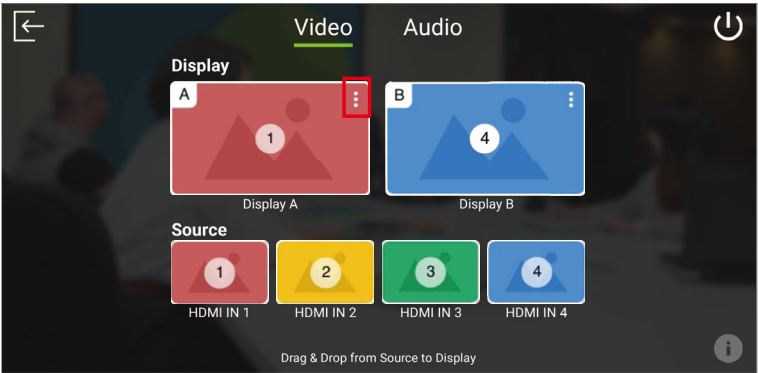 Video Audio
Display
A B
1 4
Display A Display B
Source
1 2 3 4
HDMI IN 1 HDMI IN 2 HDMI IN 3 HDMI IN 4
Drag & Drop from Source to Display
i